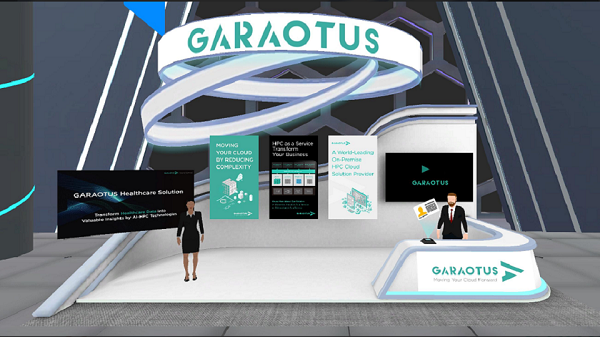 GARAOTUS
MOVING
YOUR CLOUD
BY REDUCING
COMPLEXITY
HPC as a Service
Transform
Your Business
A World-Leading
On-Premise
HPC Cloud
Solution Provider
GARAOTUS
GARAOTUS Healthcare Solution
Transform Healthcare Data into
Valuable Insights by AI-HPC Technologies
GARAOTUS
Moving Your Cloud Forward